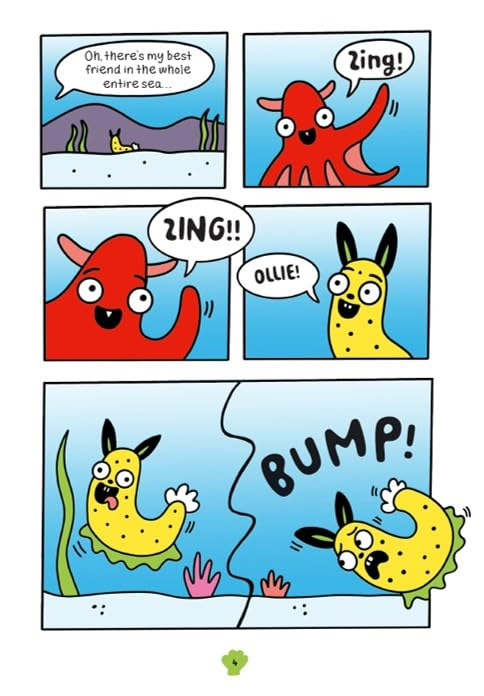 Oh, there's my best
friend in the whole
entire sea...
Zing!
ZING!!
OLLIE!
BUMP!
4